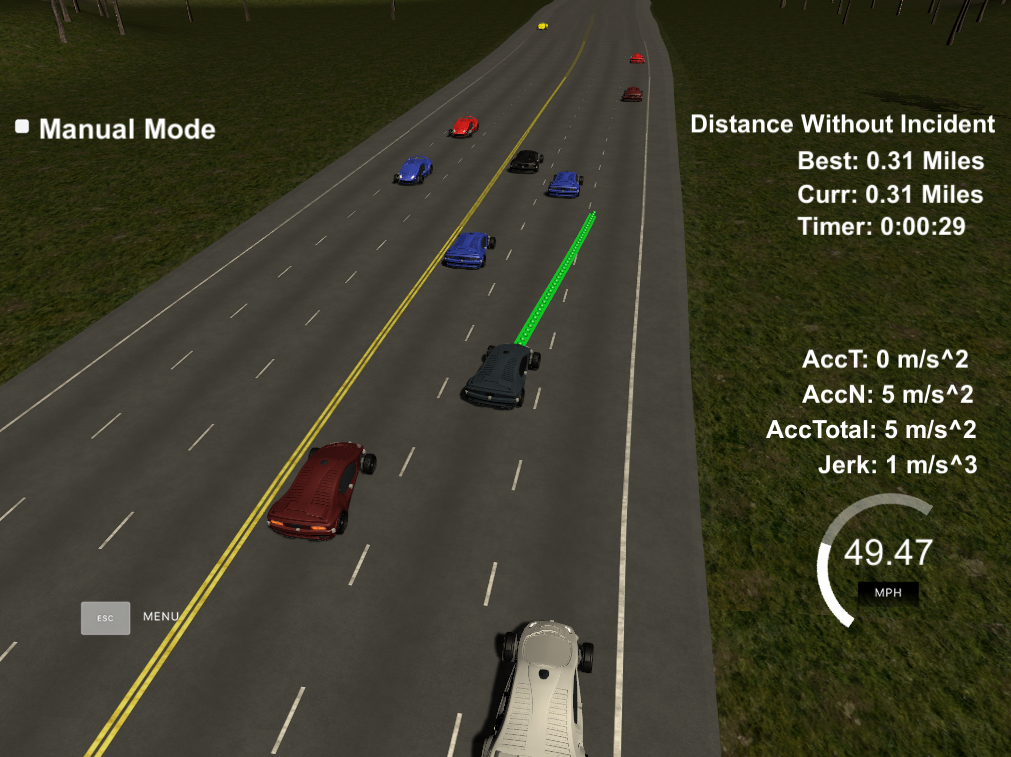 Manual Mode
Distance Without Incident
Best: 0.31 Miles
Curr: 0.31 Miles
Timer: 0:00:29
AccT: 0 m/s^2
AccN: 5 m/s^2
AccTotal: 5 m/s^2
Jerk: 1 m/s^3
49.47
MPH
ESC MENU